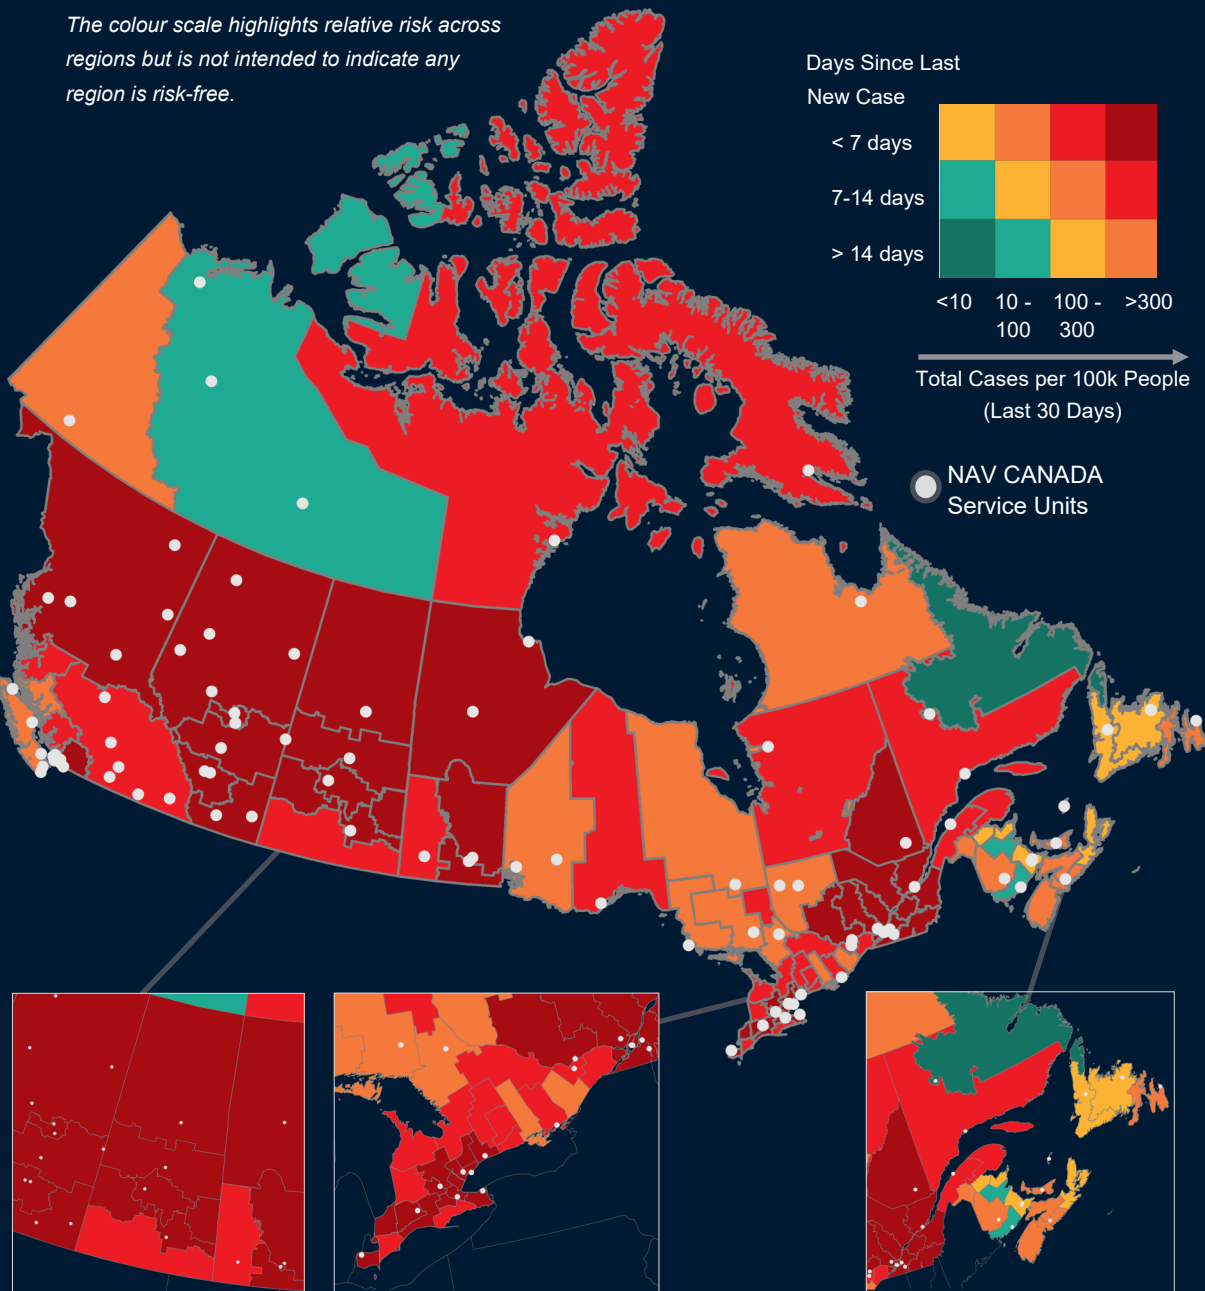 The colour scale highlights relative risk across
regions but is not intended to indicate any
region is risk-free.
Days Since Last
New Case
< 7 days
7-14 days
> 14 days
<10
10 -
100
100 -
300
>300
Total Cases per 100k People
(Last 30 Days)
NAV CANADA
Service Units